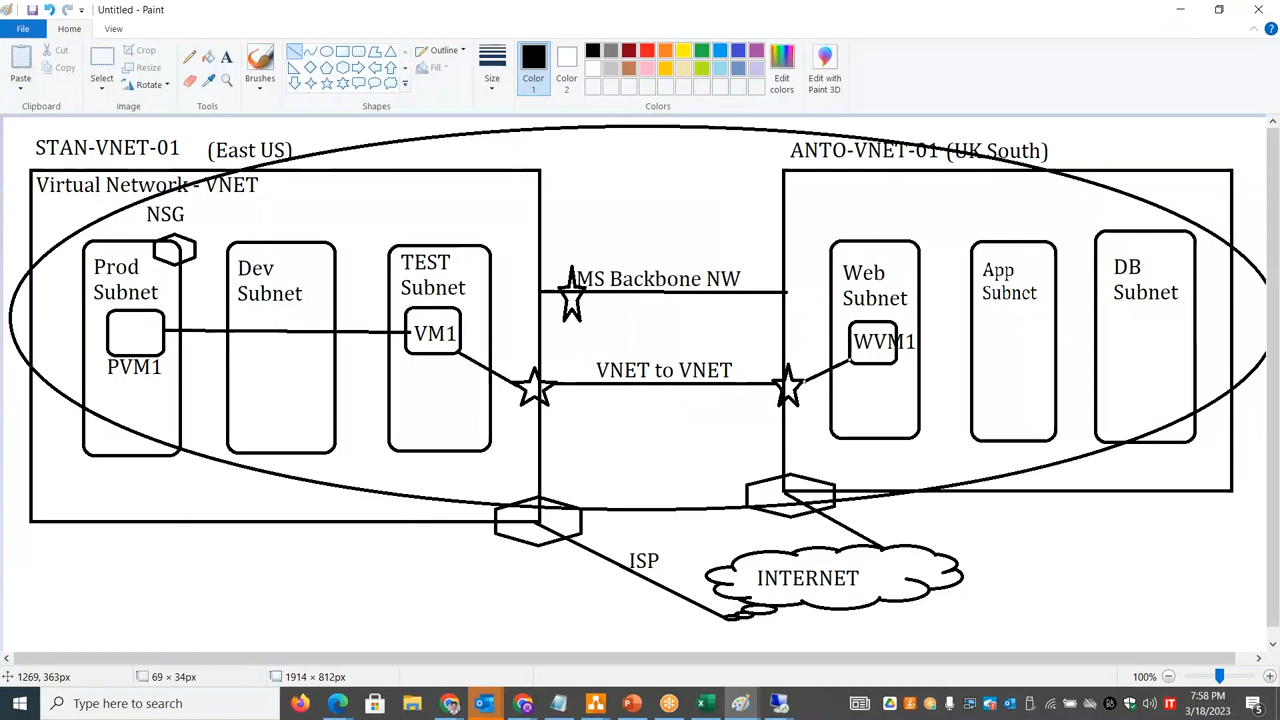 Untitled - Paint
File
Home
View
Paste
Cut
Copy
Clipboard
Select
Crop
Resize
Rotate
Image
Tools
Brushes
Outline
Fill
Shapes
Size
Color
1
Color
2
Edit
colors
Colors
Edit with
Paint 3D
STAN-VNET-01 (East US)
Virtual Network - VNET
NSG
Prod
Subnet
PVM1
Dev
Subnet
TEST
Subnet
VM1
MS Backbone NW
VNET to VNET
ANTO-VNET-01 (UK South)
Web
Subnet
WVM1
App
Subnct
DB
Subnet
ISP
INTERNET
1269, 363px
69 × 34px
1914 × 812px
100%
Type here to search
7:58 PM
3/18/2023
IT
5